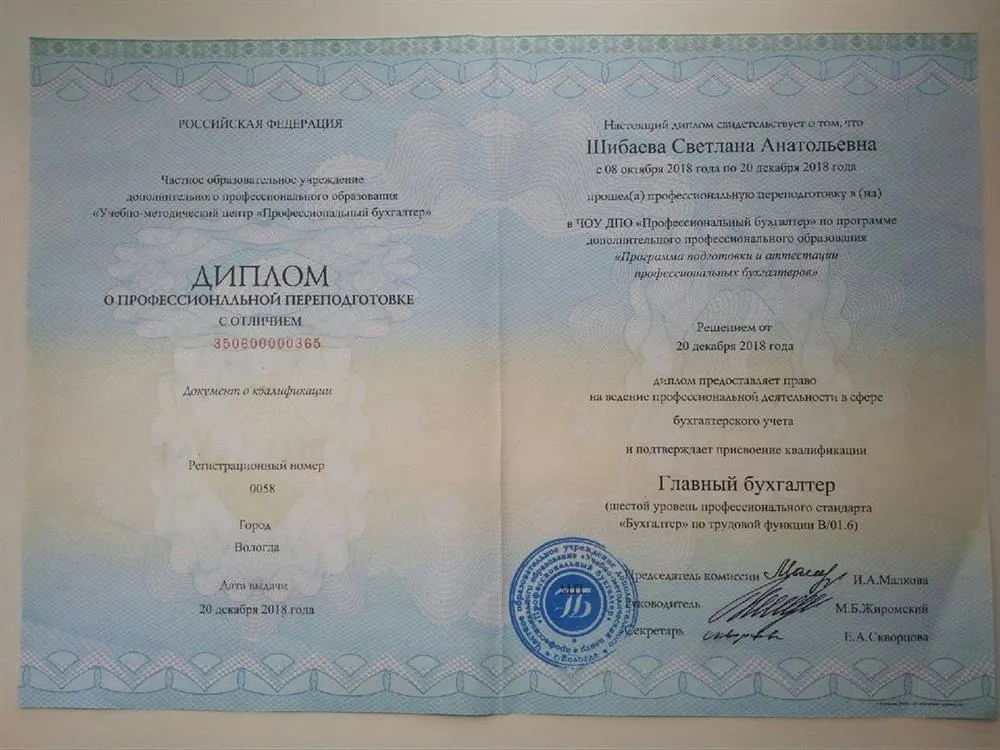 РОССИЙСКАЯ ФЕДЕРАЦИЯ
Частное образовательное учреждение
дополнительного профессионального образования
«Учебно-методический центр «Профессиональный бухгалтер»
ДИПЛОМ
О ПРОФЕССИОНАЛЬНОЙ ПЕРЕПОДГОТОВКЕ
С ОТЛИЧИЕМ
350600000365
Документ о квалификации
Регистрационный номер
0058
Город
Вологда
Дата выдачи
20 декабря 2018 года
Настоящий диплом свидетельствует о том, что
Шибаева Светлана Анатольевна
с 08 октября 2018 года по 20 декабря 2018 года
прошел(а) профессиональную переподготовку в (на)
в ЧОУ ДПО «Профессиональный бухгалтер» по программе
дополнительного профессионального образования
«Программа подготовки и аттестации
профессиональных бухгалтеров»
Решением от
20 декабря 2018 года
диплом предоставляет право
на ведение профессиональной деятельности в сфере
бухгалтерского учета
и подтверждает присвоение квалификации
Главный бухгалтер
(шестой уровень профессионального стандарта
«Бухгалтер» по трудовой функции В/01.6)
Председатель комиссии И.А.Малкова
Руководитель М.Б.Жиромский
Секретарь Е.А.Скворцова
М.П.
ПБ
«Профессиональный бухгалтер»
г.Вологда